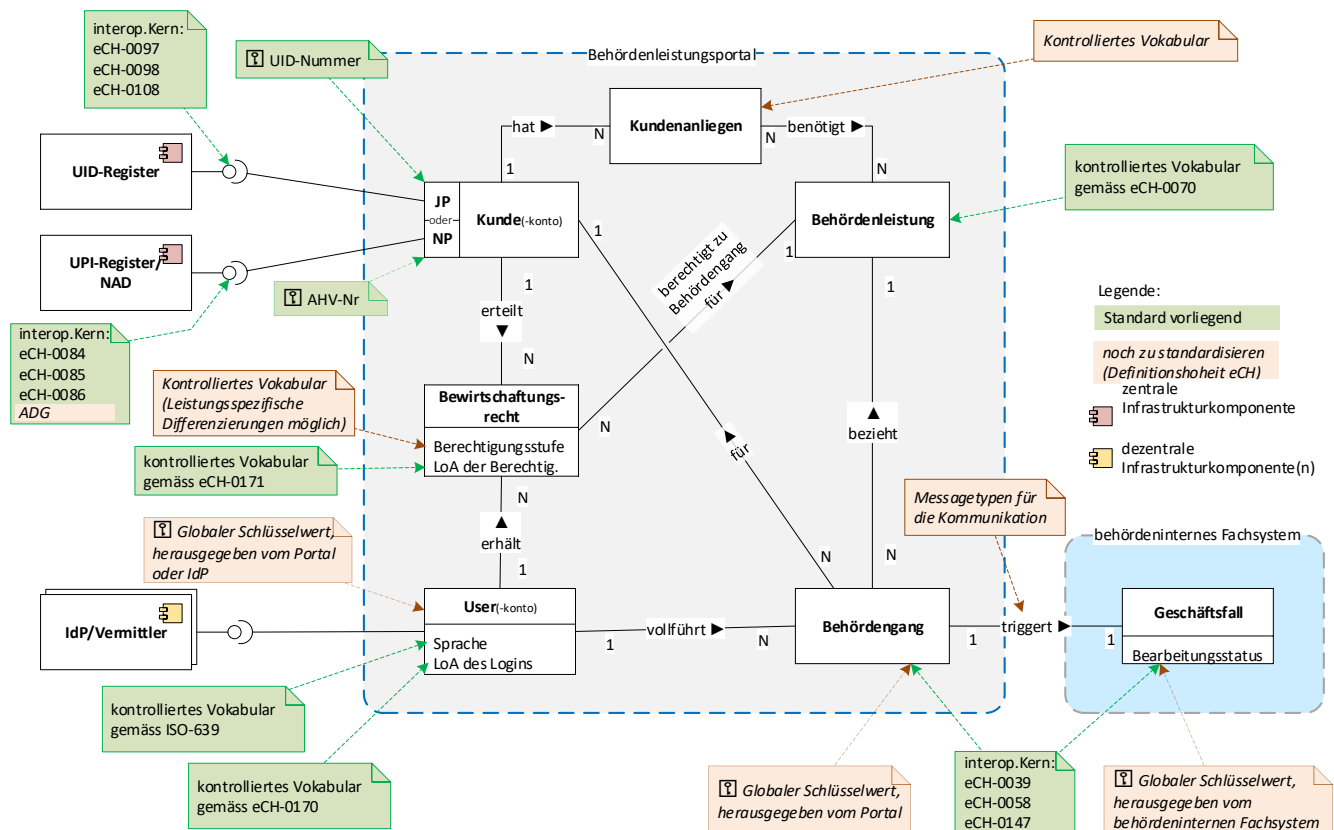 interop.Kern:
eCH-0097
eCH-0098
eCH-0108
UID-Nummer
Behördenleistungsportal
Kontrolliertes Vokabular
hat ►
N
Kundenanliegen
N
benötigt ►
UID-Register
1
N
kontrolliertes Vokabular
gemäss eCH-0070
JP
oder
NP
Kunde(-konto)
1
Behördenleistung
UPI-Register/
NAD
berechtigt zu
Behördengang
für ►
1
1
1
AHV-Nr
Legende:
Standard vorliegend
erteilt
▼
interop.Kern:
eCH-0084
eCH-0085
eCH-0086
ADG
noch zu standardisieren
(Definitionshoheit eCH)
zentrale
Infrastrukturkomponente
dezentrale
Infrastrukturkomponente(n)
N
Kontrolliertes Vokabular
(Leistungsspezifische
Differenzierungen möglich)
Bewirtschaftungs-
recht
Berechtigungsstufe
LoA der Berechtig.
N
▲
bezieht
◄
für
kontrolliertes Vokabular
gemäss eCH-0171
N
Messagetypen für
die Kommunikation
▲
erhält
Globaler Schlüsselwert,
herausgegeben vom Portal
oder IdP
1
N
N
behördeninternes Fachsystem
IdP/Vermittler
User(-konto)
Sprache
LoA des Logins
1
vollführt ►
N
Behördengang
1
triggert ►
1
Geschäftsfall
Bearbeitungsstatus
kontrolliertes Vokabular
gemäss ISO-639
kontrolliertes Vokabular
gemäss eCH-0170
Globaler Schlüsselwert,
herausgegeben vom Portal
interop.Kern:
eCH-0039
eCH-0058
eCH-0147
Globaler Schlüsselwert,
herausgegeben vom
behördeninternen Fachsystem